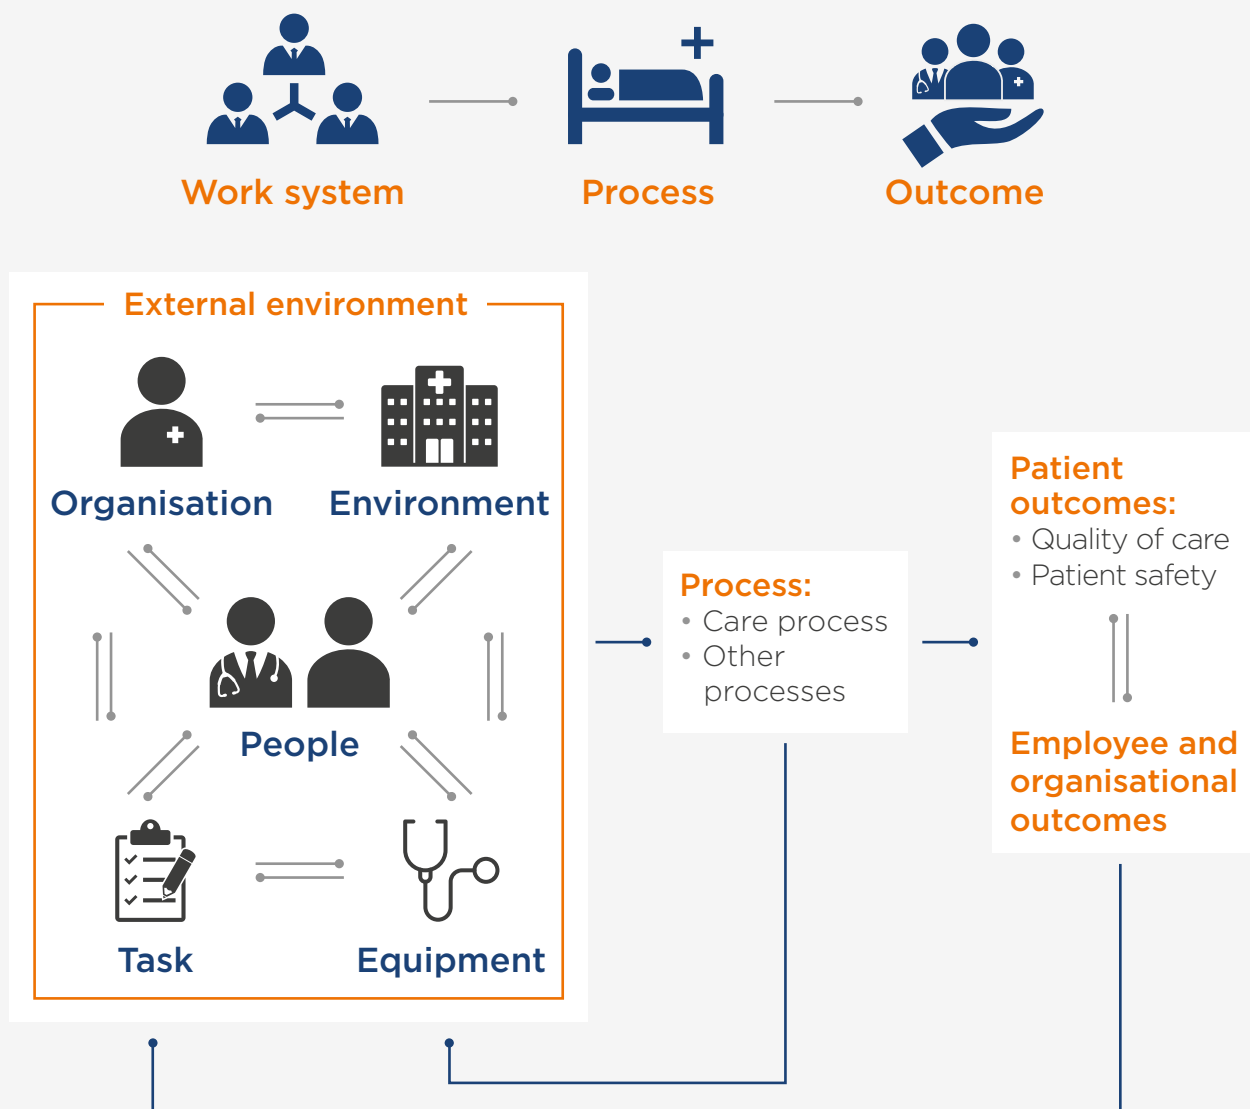 Work system
Process
Outcome
External environment
Organisation
Environment
People
Task
Equipment
Process:
• Care process
• Other
processes
Patient
outcomes:
• Quality of care
• Patient safety
Employee and
organisational
outcomes